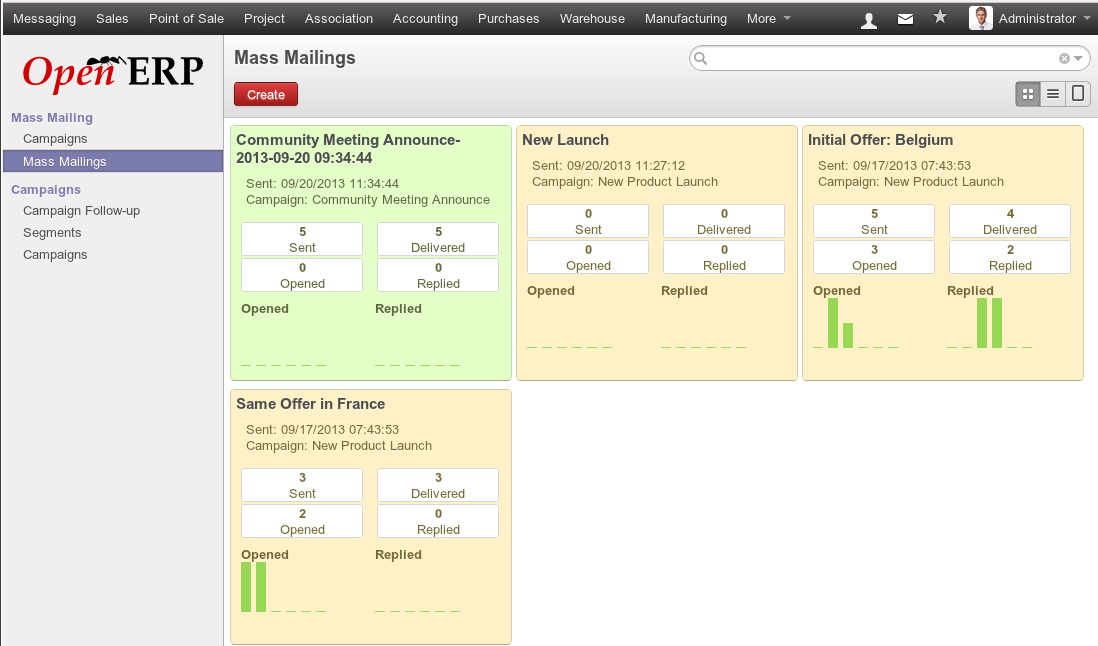 Messaging Sales Point of Sale Project Association Accounting Purchases Warehouse Manufacturing More Administrator
Open ERP
Mass Mailing
Campaigns
Mass Mailings
Campaigns
Campaign Follow-up
Segments
Campaigns
Mass Mailings
Create
Community Meeting Announce-
2013-09-20 09:34:44
Sent: 09/20/2013 11:34:44
Campaign: Community Meeting Announce
5 5
Sent Delivered
0 0
Opened Replied
Opened Replied
New Launch
Sent: 09/20/2013 11:27:12
Campaign: New Product Launch
0 0
Sent Delivered
0 0
Opened Replied
Opened Replied
Initial Offer: Belgium
Sent: 09/17/2013 07:43:53
Campaign: New Product Launch
5 4
Sent Delivered
3 2
Opened Replied
Opened Replied
Same Offer in France
Sent: 09/17/2013 07:43:53
Campaign: New Product Launch
3 3
Sent Delivered
2 0
Opened Replied
Opened Replied